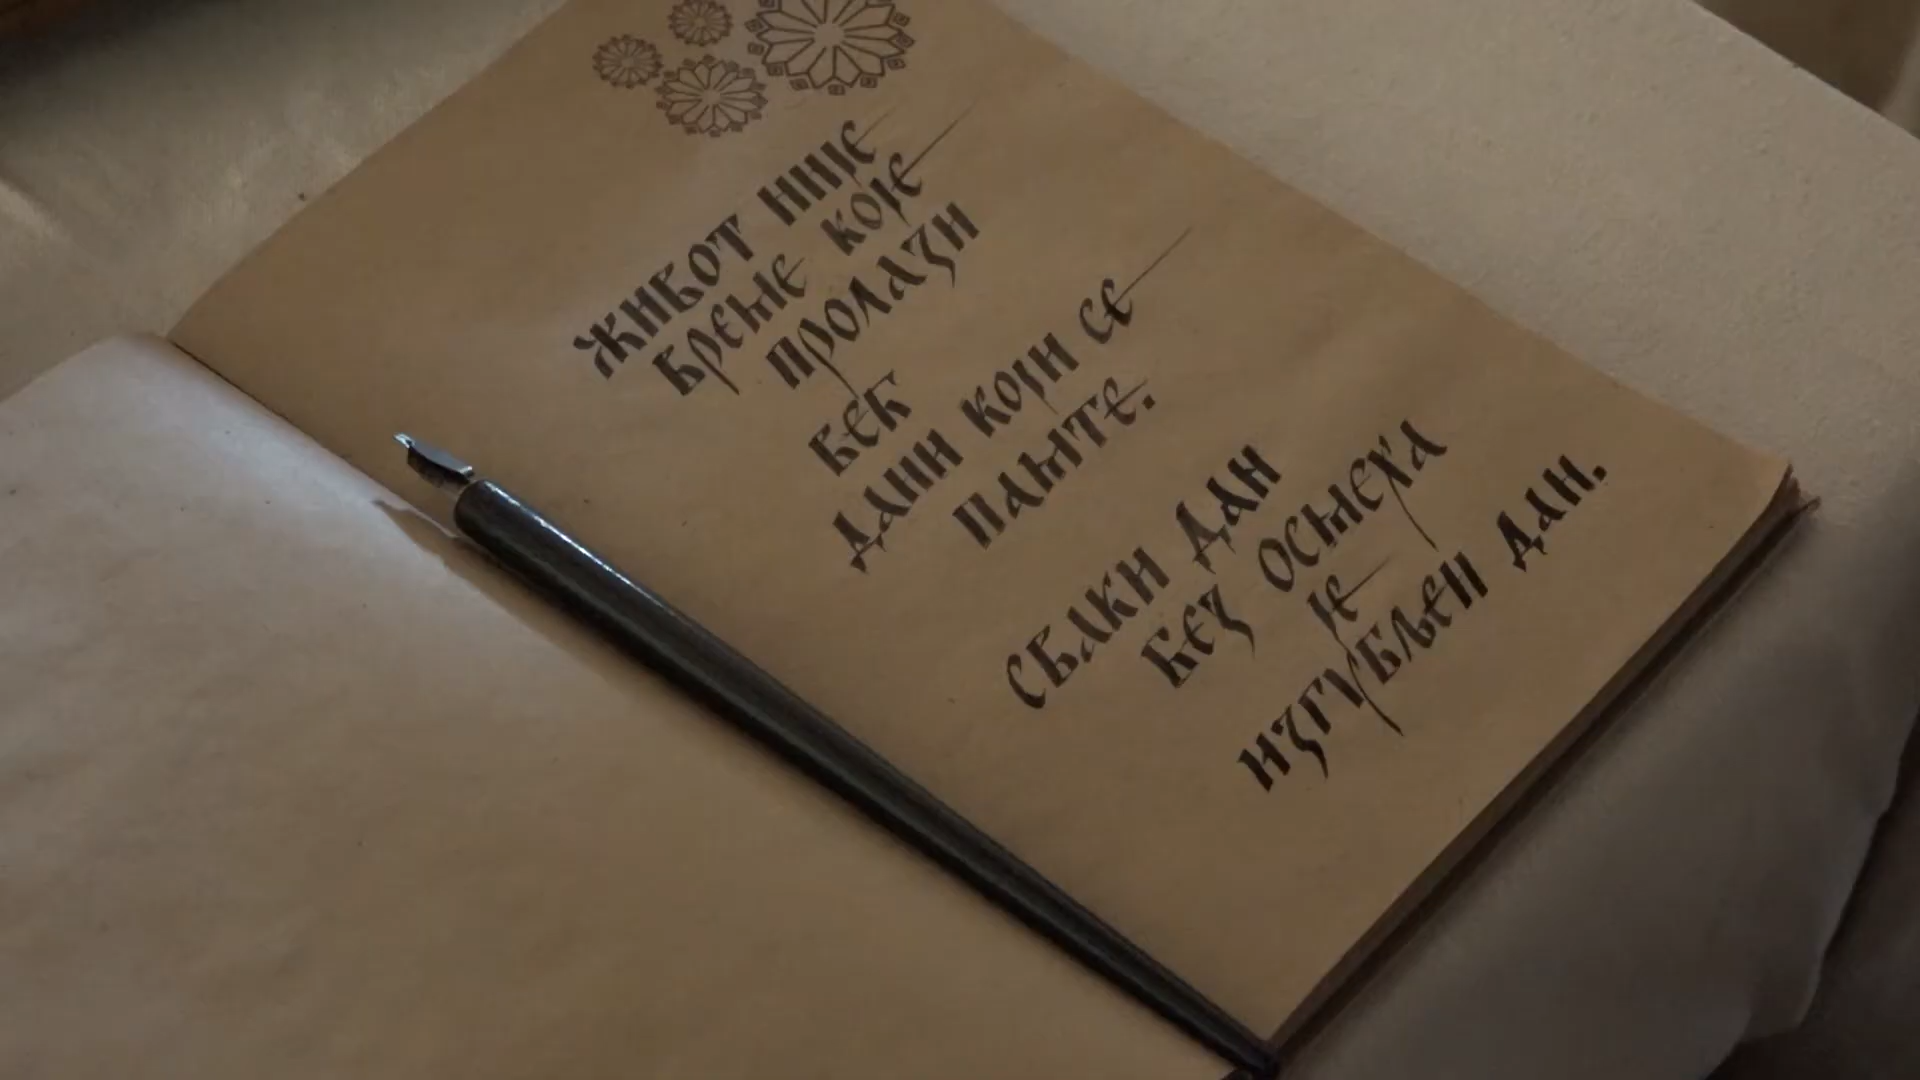 ЖИВОТ НИЈЕ
ВРЕМЕ КОЈЕ
ПРОЛАЗИ
ВЕЋ
ДАНИ КОЈИ СЕ
ПАМТЕ.
СВАКИ ДАН
БЕЗ ОСМЕХА
ЈЕ
ИЗГУБЉЕН ДАН.